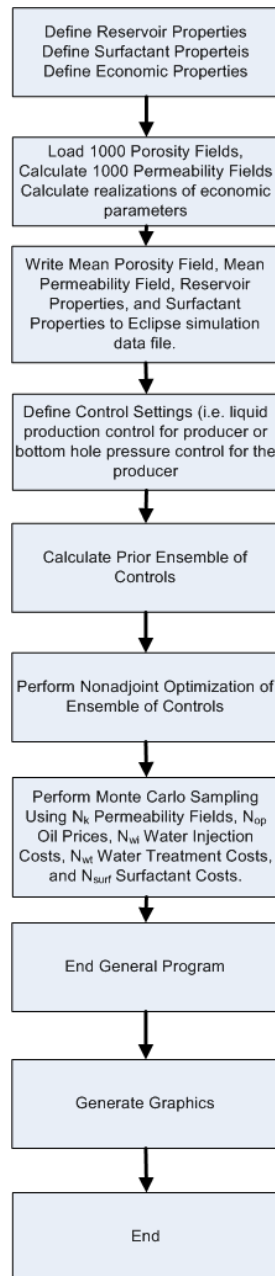 Define Reservoir Properties
Define Surfactant Properteis
Define Economic Properties
Load 1000 Porosity Fields,
Calculate 1000 Permeability Fields
Calculate realizations of economic
parameters
Write Mean Porosity Field, Mean
Permeability Field, Reservoir
Properties, and Surfactant
Properties to Eclipse simulation
data file.
Define Control Settings (i.e. liquid
production control for producer or
bottom hole pressure control for the
producer
Calculate Prior Ensemble of
Controls
Perform Nonadjoint Optimization of
Ensemble of Controls
Perform Monte Carlo Sampling
Using Nk Permeability Fields, Nop
Oil Prices, Nwi Water Injection
Costs, Nwt Water Treatment Costs,
and Nsurf Surfactant Costs.
End General Program
Generate Graphics
End